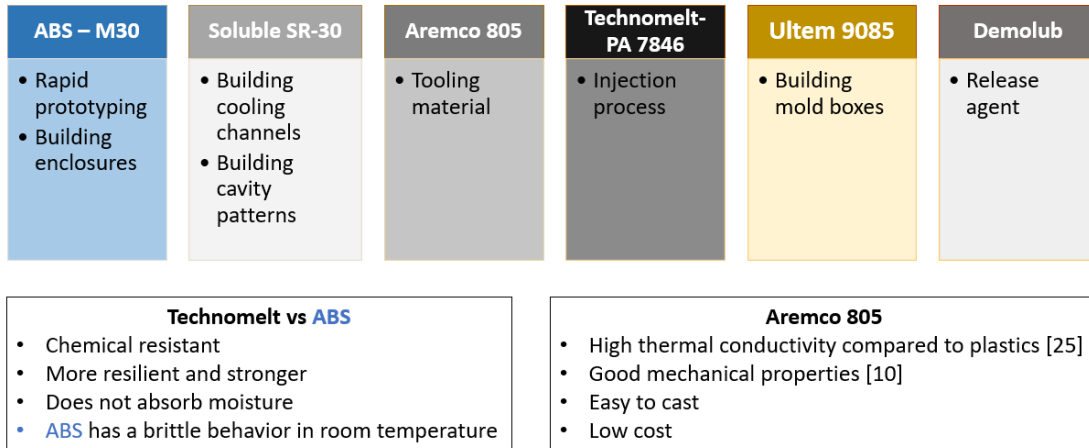 ABS – M30
• Rapid
prototyping
• Building
enclosures
Soluble SR-30
• Building
cooling
channels
• Building
cavity
patterns
Aremco 805
• Tooling
material
Technomelt-
PA 7846
• Injection
process
Ultem 9085
• Building
mold boxes
Demolub
• Release
agent
Technomelt vs ABS
• Chemical resistant
• More resilient and stronger
• Does not absorb moisture
• ABS has a brittle behavior in room temperature
Aremco 805
• High thermal conductivity compared to plastics [25]
• Good mechanical properties [10]
• Easy to cast
• Low cost